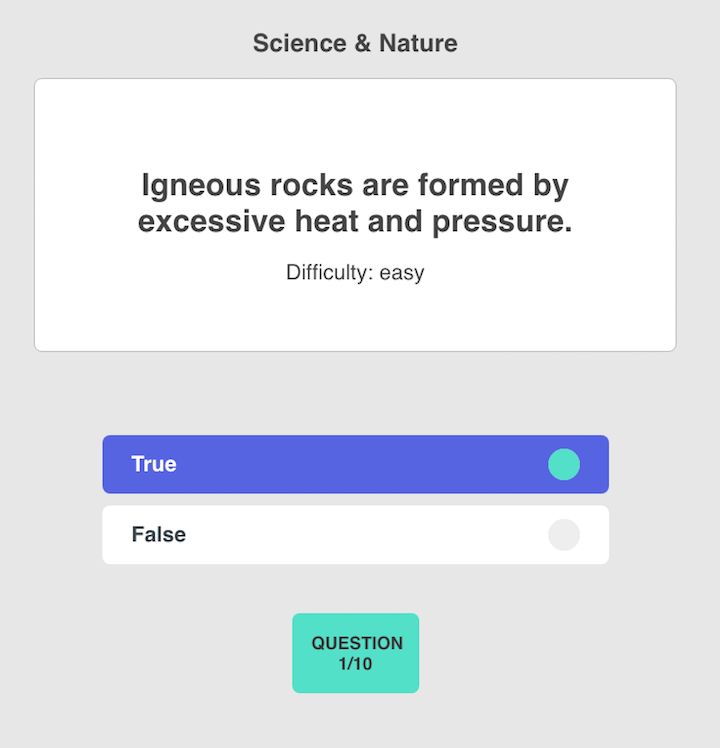 Science & Nature
Igneous rocks are formed by
excessive heat and pressure.
Difficulty: easy
True
False
QUESTION
1/10